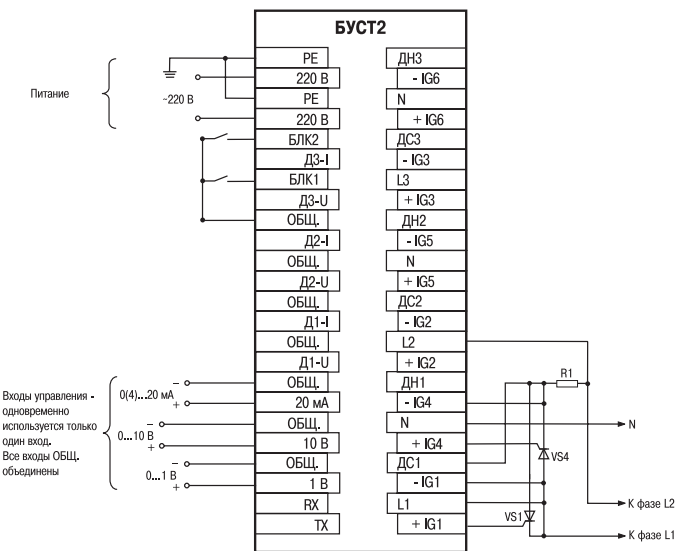 БУСТ2
PE
220 В
PE
220 В
БЛК2
Д3-I
БЛК1
Д3-U
ОБЩ.
Д2-I
ОБЩ.
Д2-U
ОБЩ.
Д1-I
ОБЩ.
Д1-U
ОБЩ.
20 мА
ОБЩ.
10 В
ОБЩ.
1 В
RX
TX
ДН3
- IG6
N
+ IG6
ДС3
- IG3
L3
+ IG3
ДН2
- IG5
N
+ IG5
ДС2
- IG2
L2
+ IG2
ДН1
- IG4
N
+ IG4
ДС1
- IG1
L1
+ IG1
Питание
~220 В
Входы управления -
одновременно
используется только
один вход.
Все входы ОБЩ.
объединены
0(4)...20 мА
–
+
0...10 В
–
+
0...1 В
–
+
R1
N
VS4
VS1
К фазе L2
К фазе L1